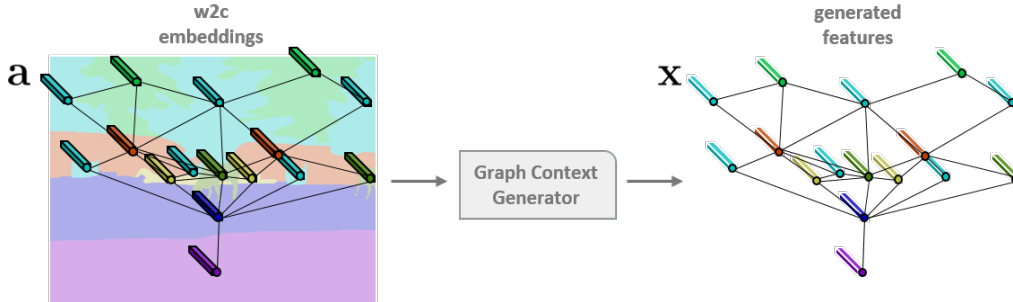 w2c
embeddings
generated
features
a
x
Graph Context
Generator